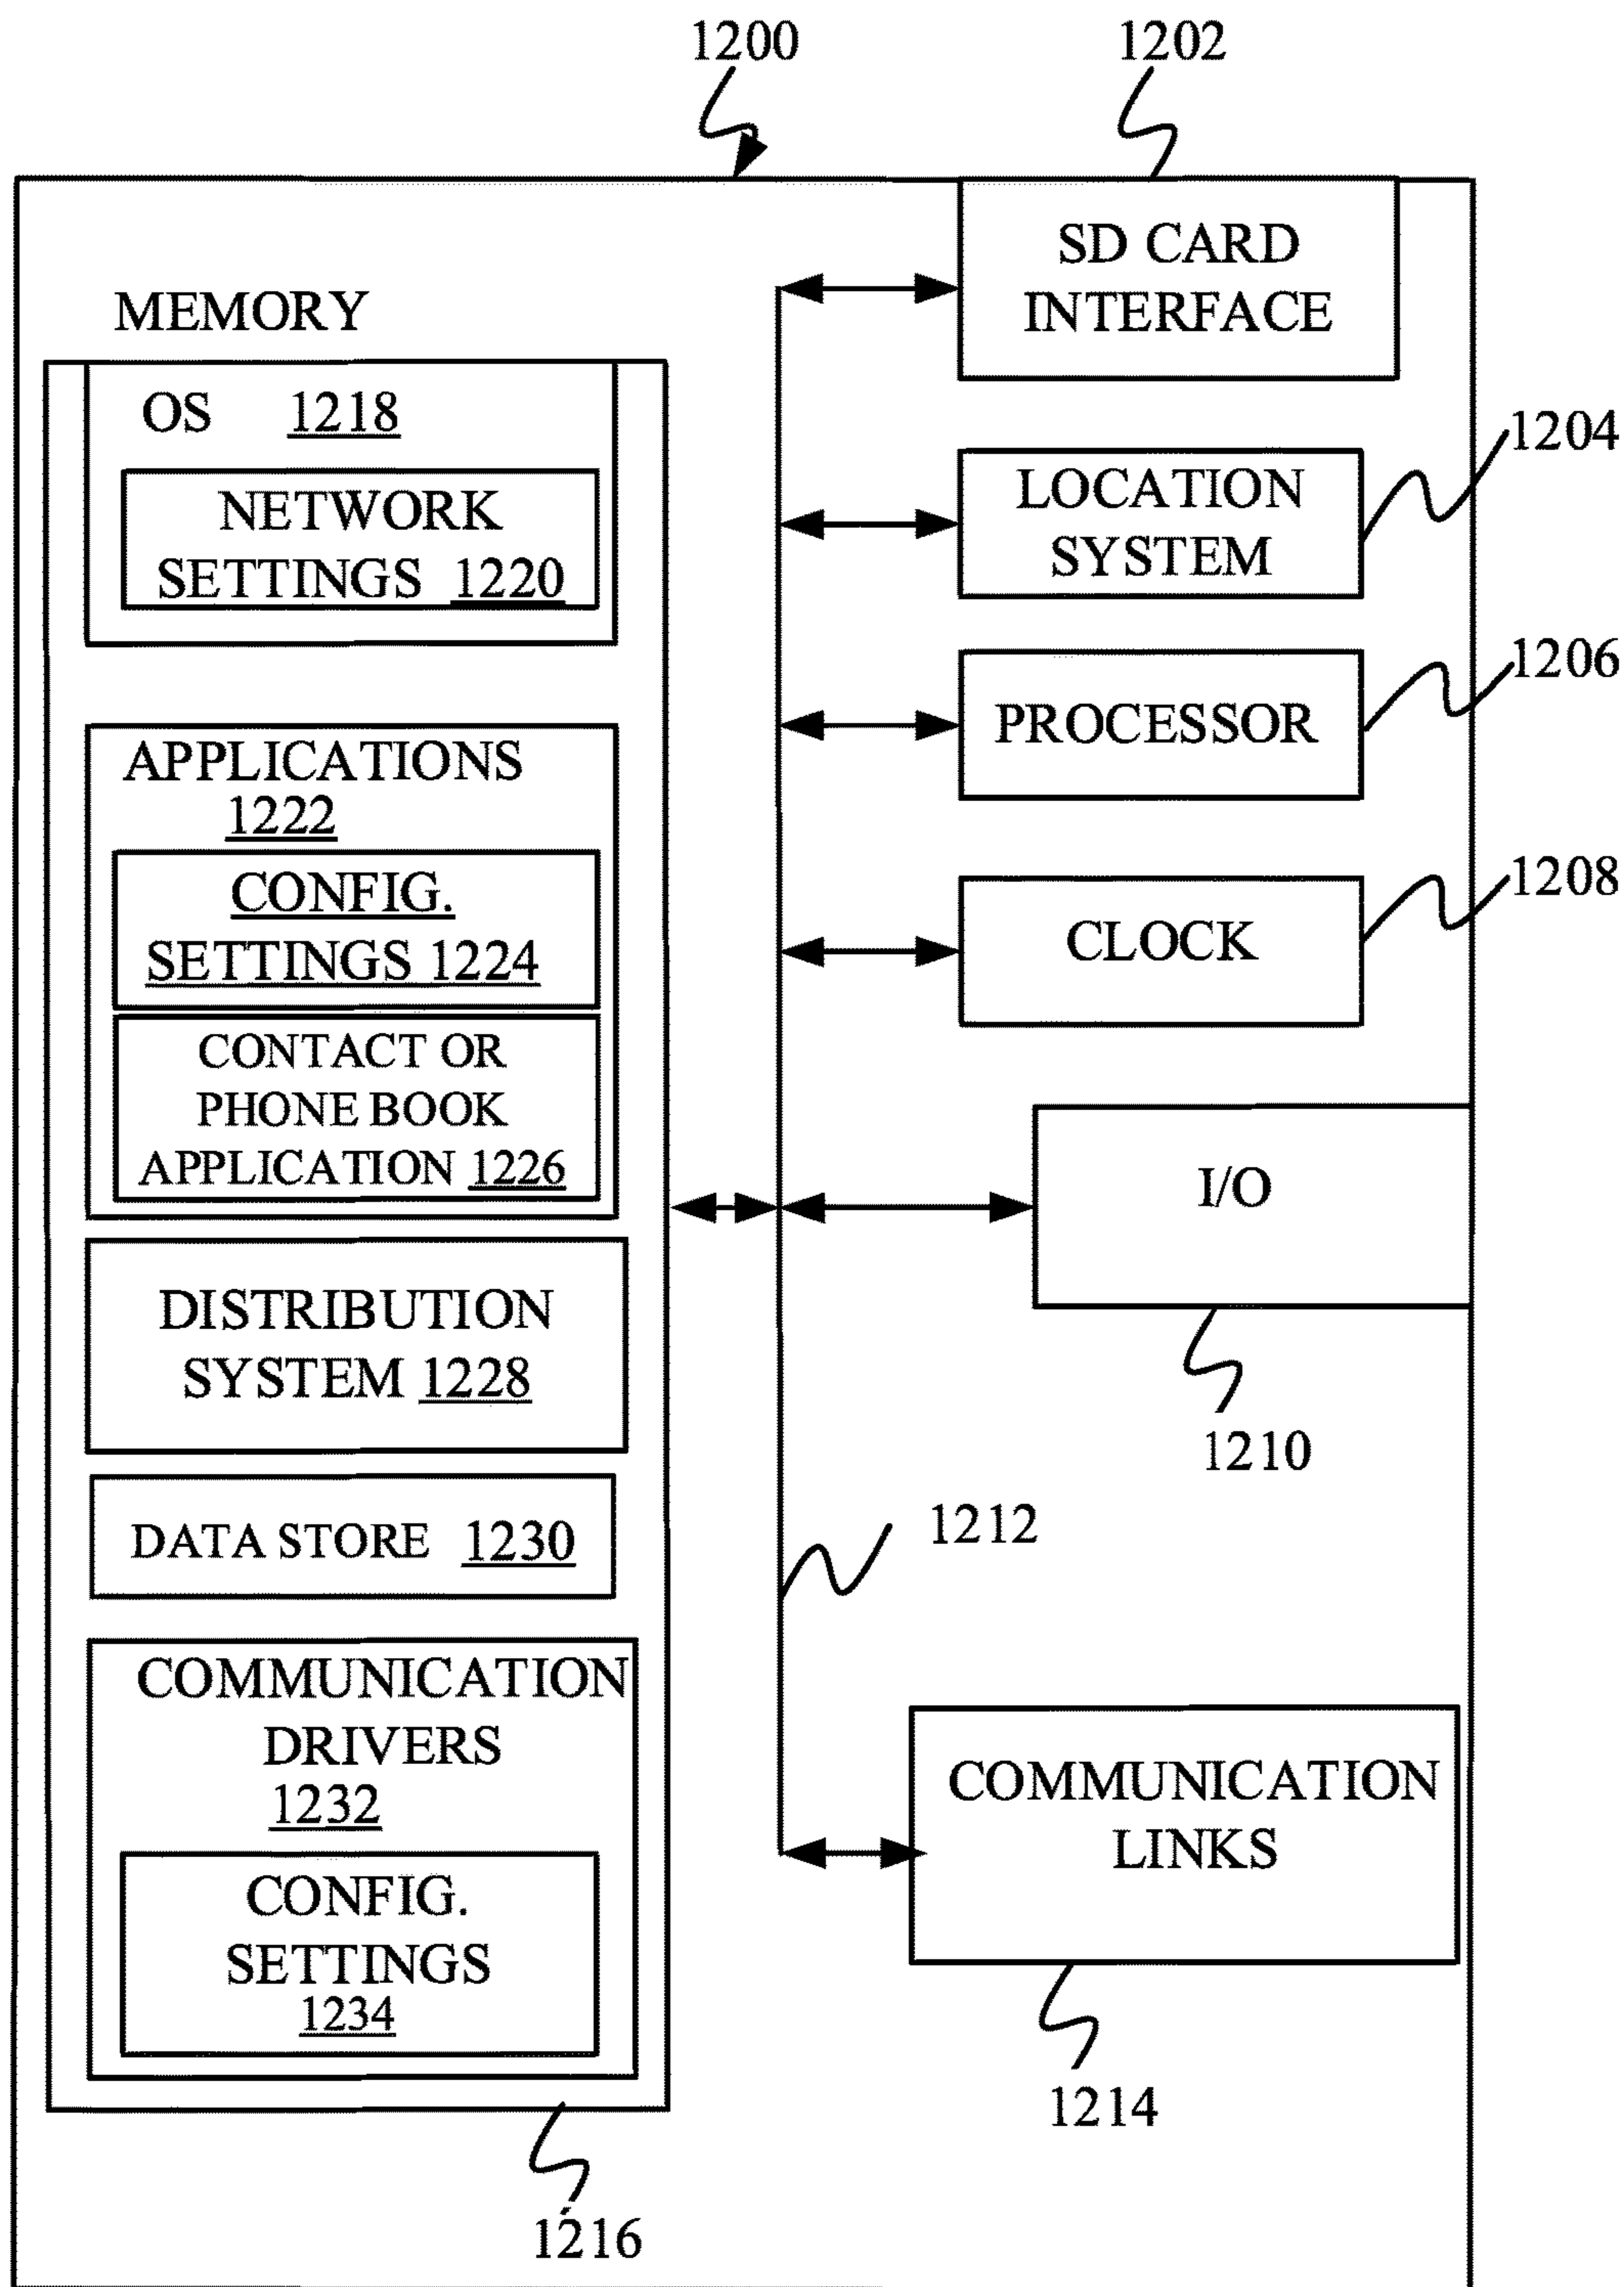 1200
1202
MEMORY
OS 1218
NETWORK
SETTINGS 1220
APPLICATIONS
1222
CONFIG.
SETTINGS 1224
CONTACT OR
PHONE BOOK
APPLICATION 1226
DISTRIBUTION
SYSTEM 1228
DATA STORE 1230
COMMUNICATION
DRIVERS
1232
CONFIG.
SETTINGS
1234
1216
SD CARD
INTERFACE
LOCATION
SYSTEM
1204
PROCESSOR
1206
CLOCK
1208
I/O
1210
1212
COMMUNICATION
LINKS
1214